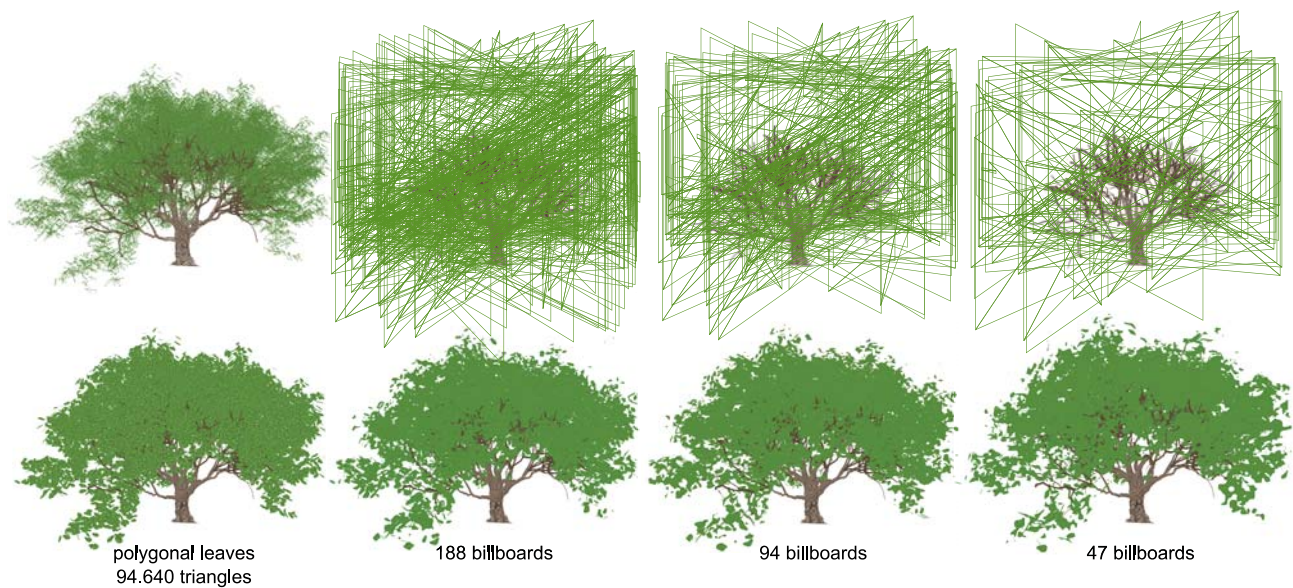 polygonal leaves
94.640 triangles
188 billboards
94 billboards
47 billboards